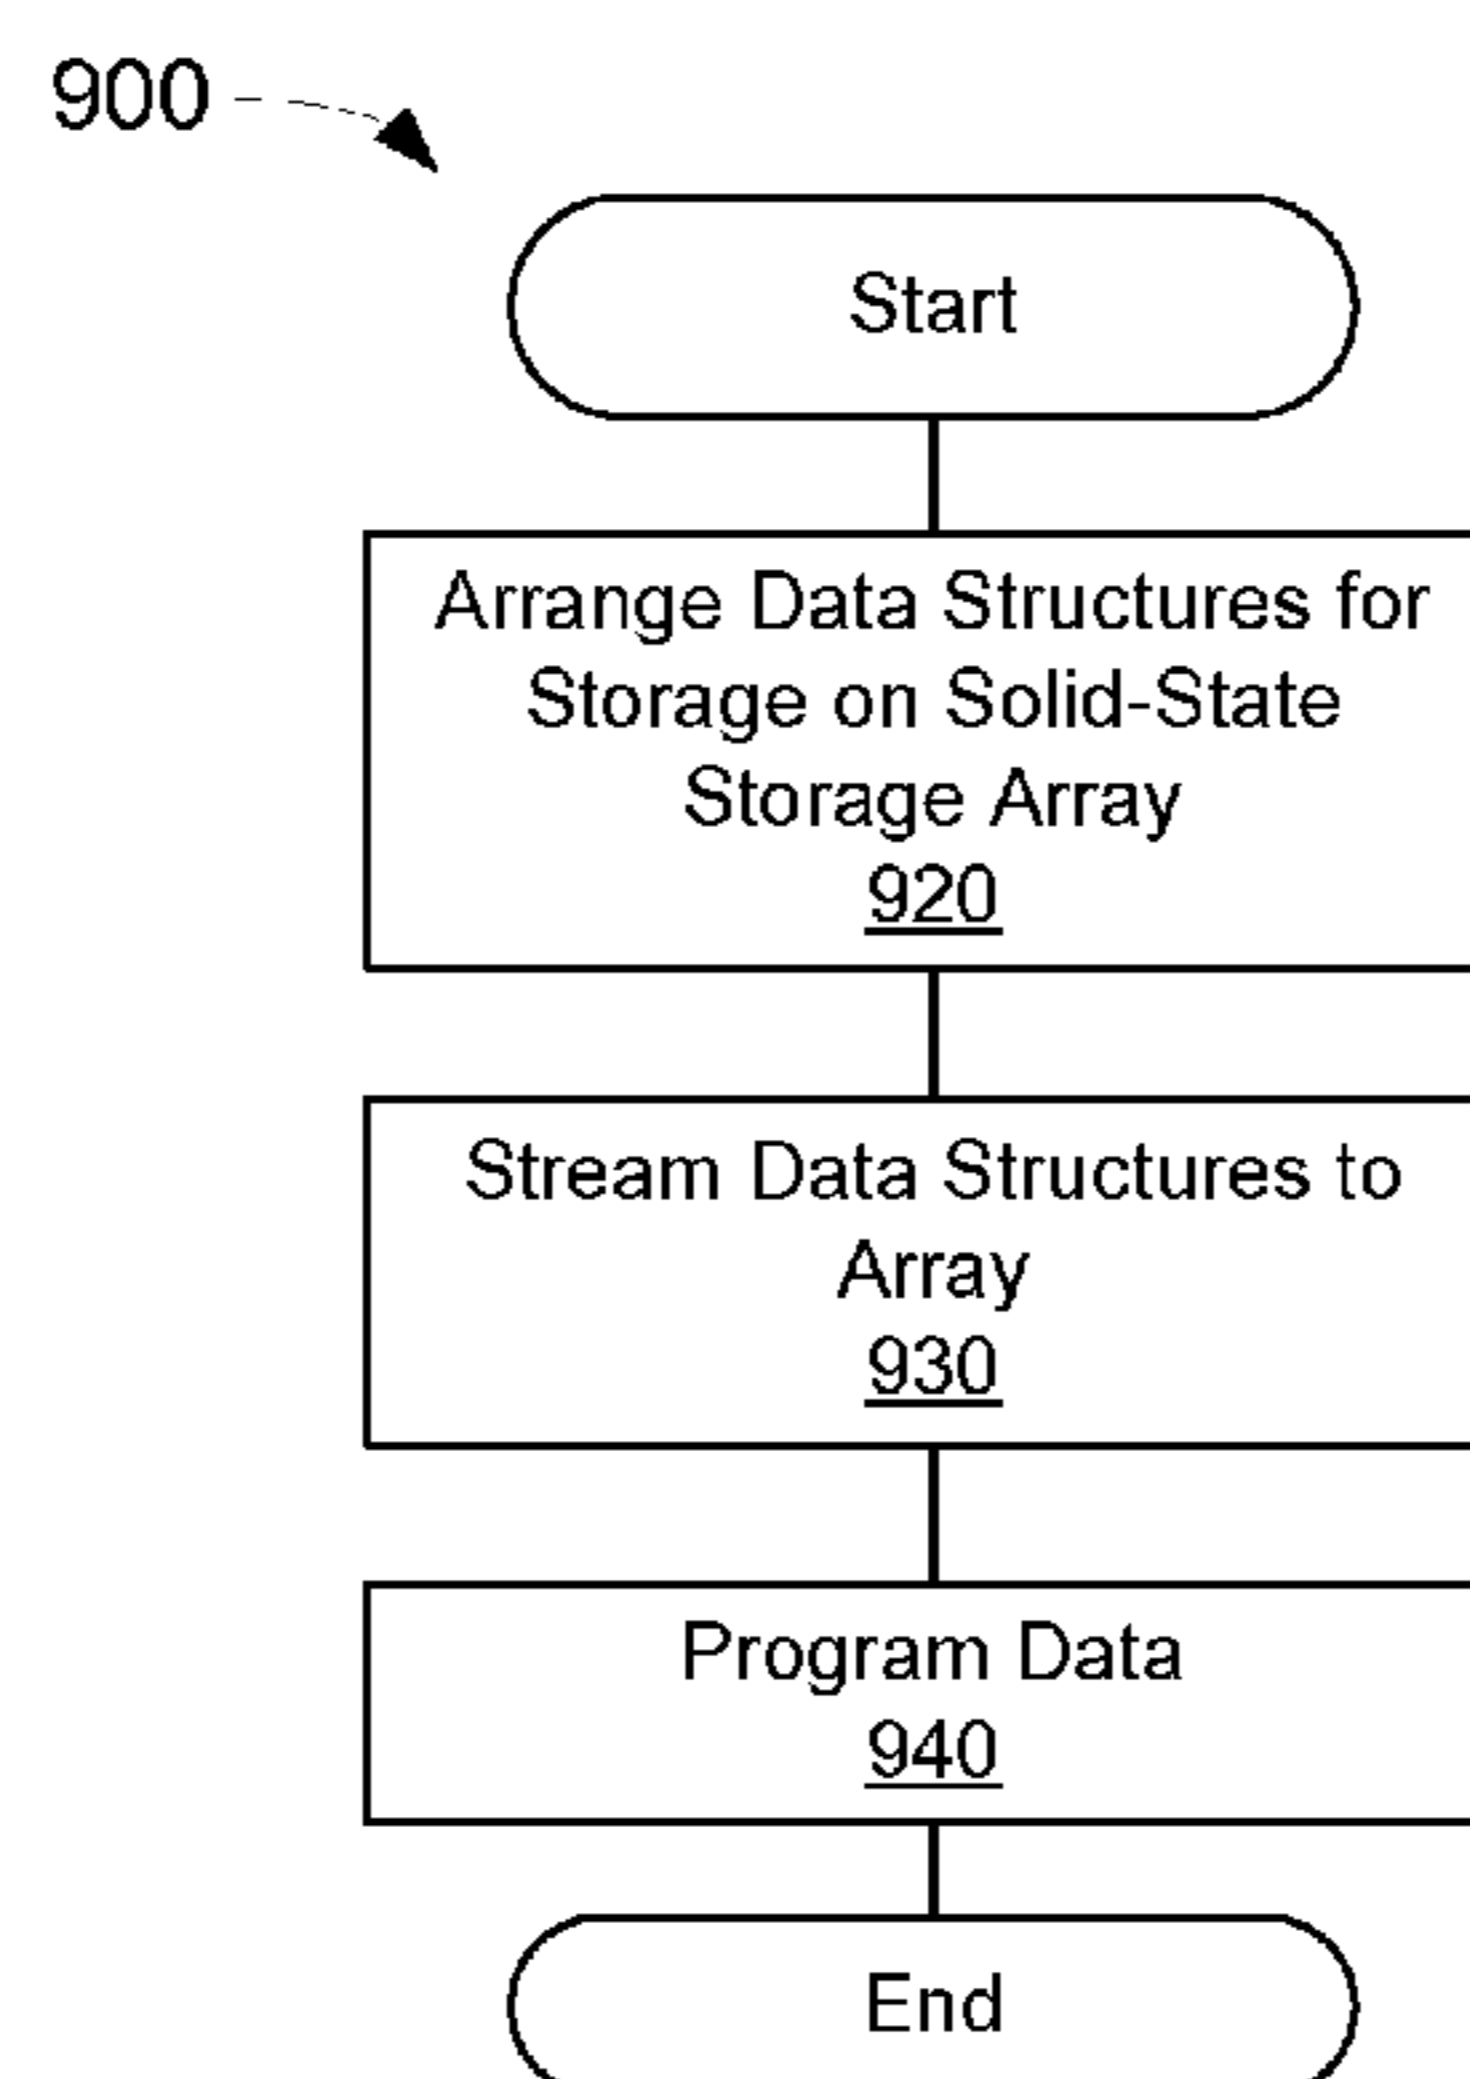 900
Start
Arrange Data Structures for
Storage on Solid-State
Storage Array
920
Stream Data Structures to
Array
930
Program Data
940
End